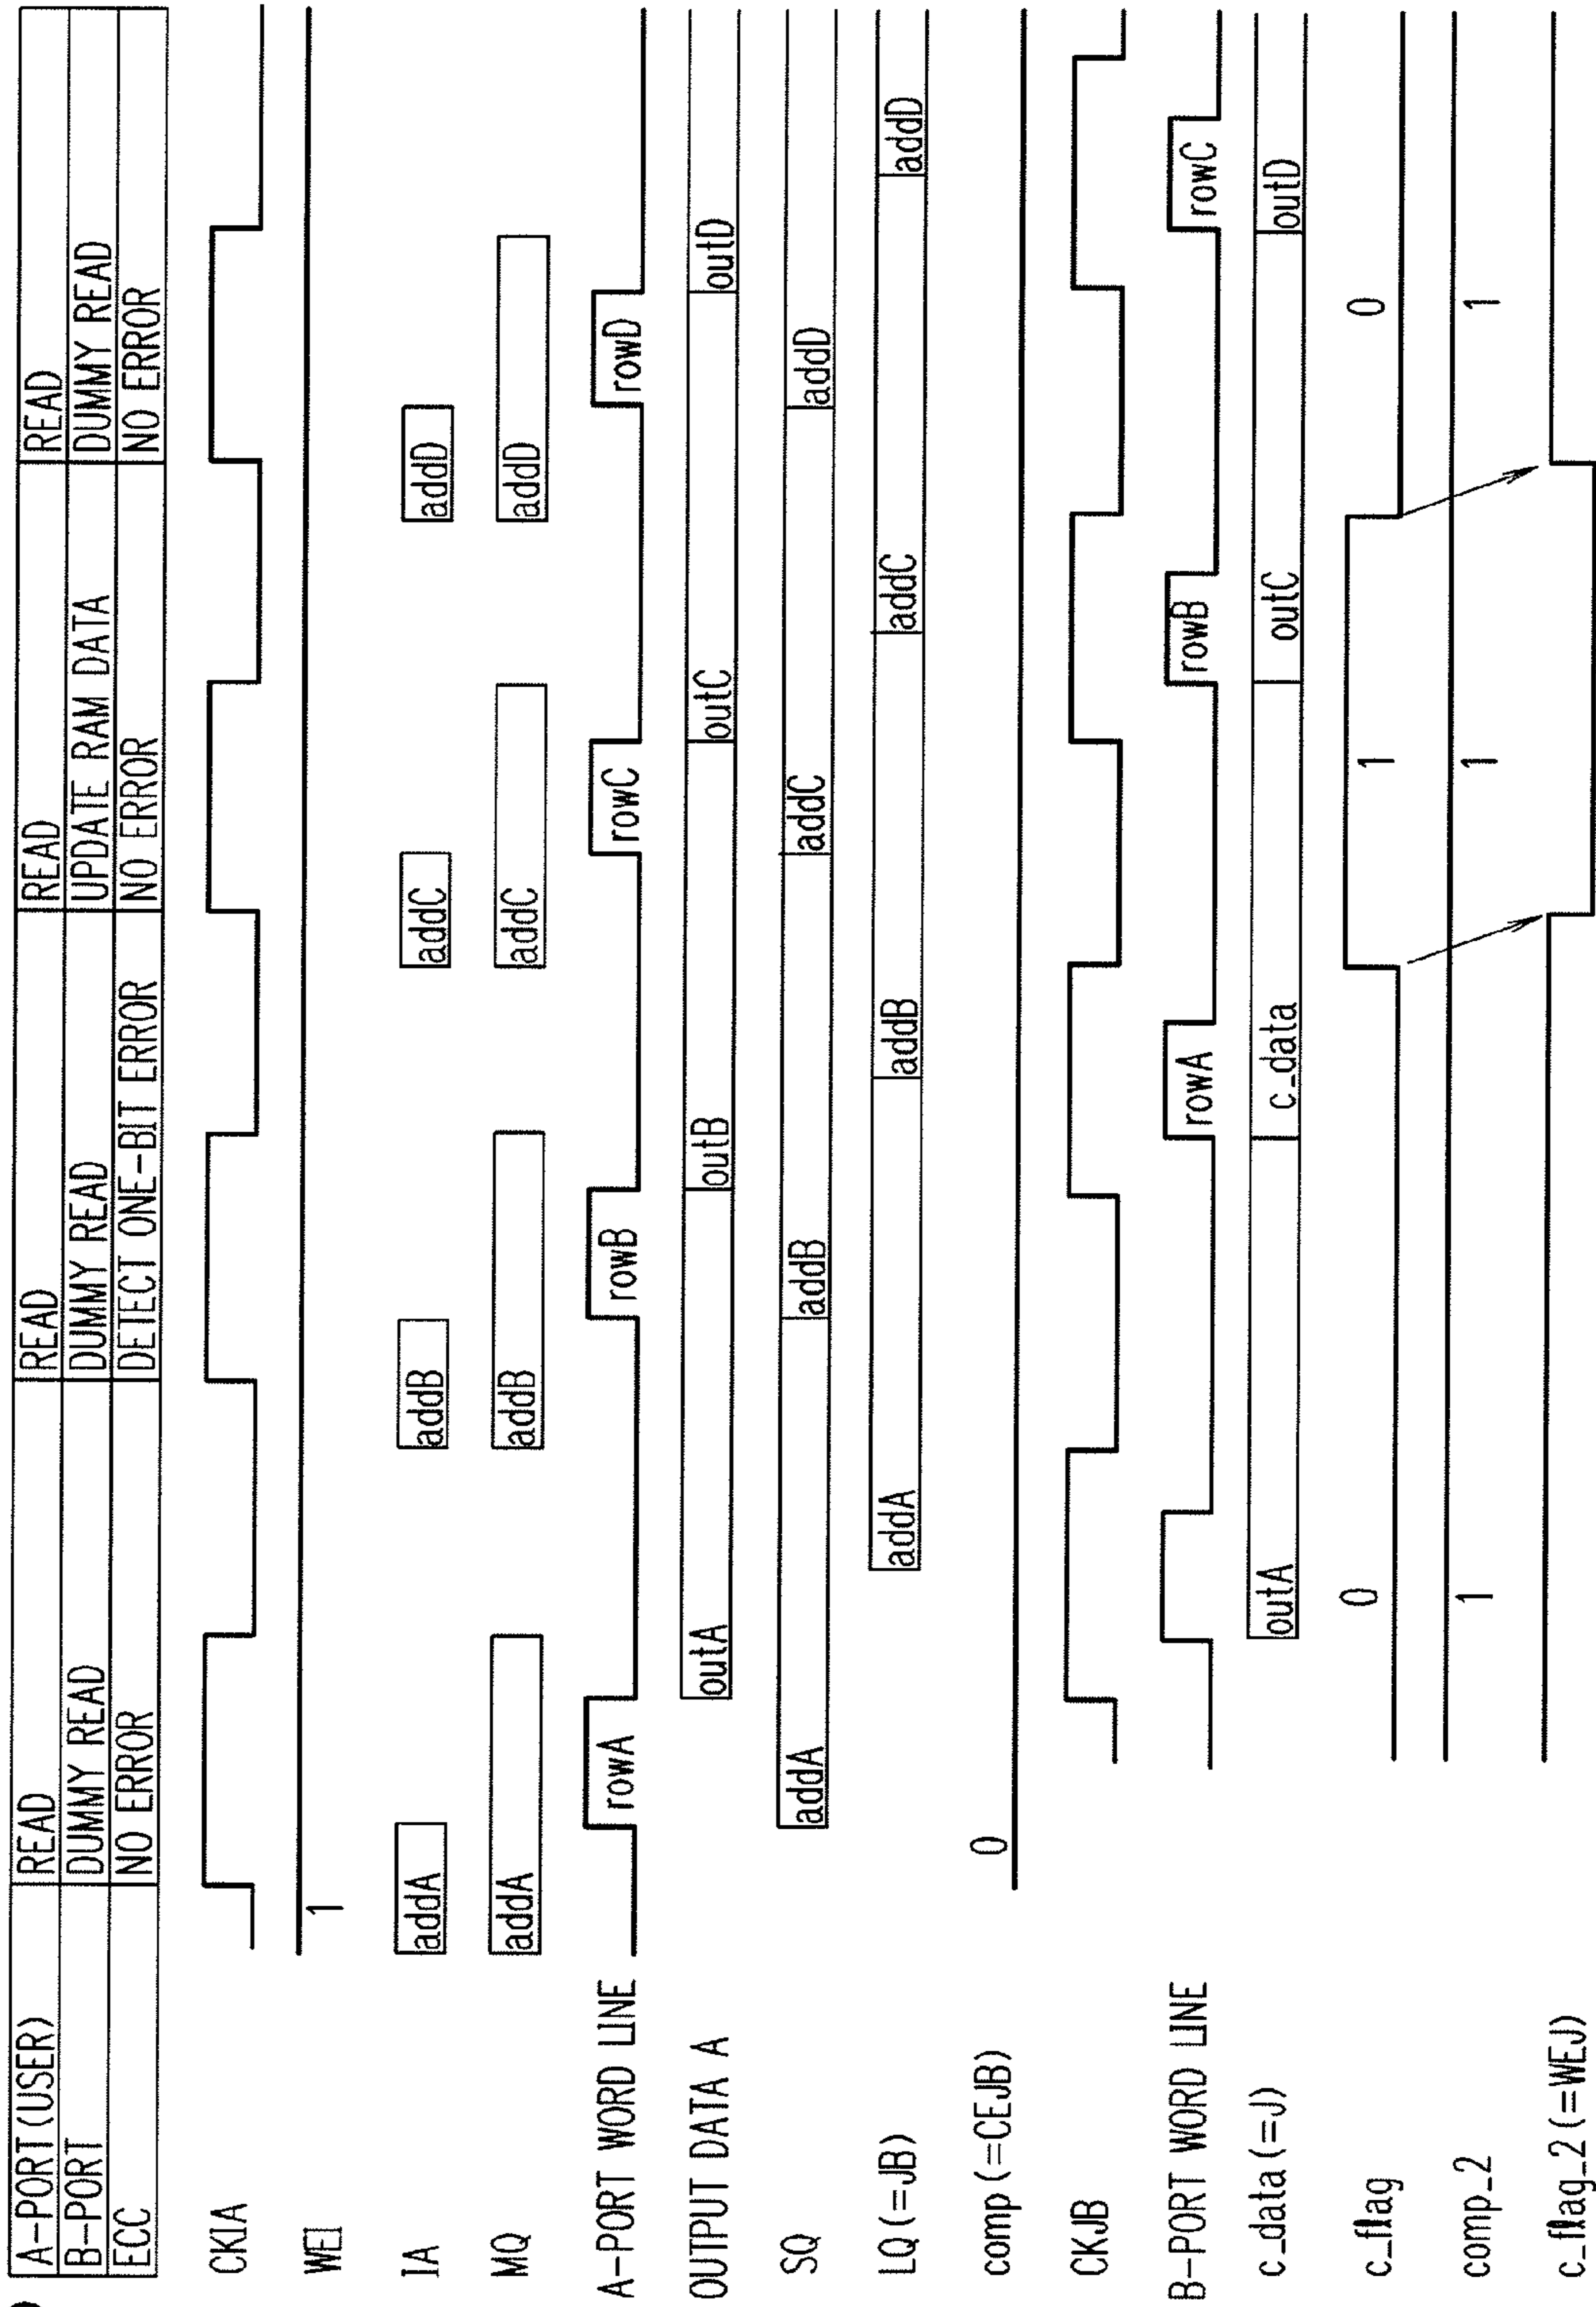 A-PORT(USER) READ READ READ READ
B-PORT DUMMY READ DUMMY READ UPDATE RAM DATA DUMMY READ
ECC NO ERROR DETECT ONE-BIT ERROR NO ERROR NO ERROR
CKIA
WEI 1
IA addA addB addC addD
MQ addA addB addC addD
A-PORT WORD LINE rowA rowB rowC rowD
OUTPUT DATA A outA outB outC outD
SQ addA addB addC addD
LQ(=JB) addA addB addC addD
comp(=CEJB) 0
CKJB
B-PORT WORD LINE rowA rowB rowC
c_data(=J) outA c_data outC outD
c_flag 0 1 0
comp_2 1 1 1
c_flag_2(=WEJ)